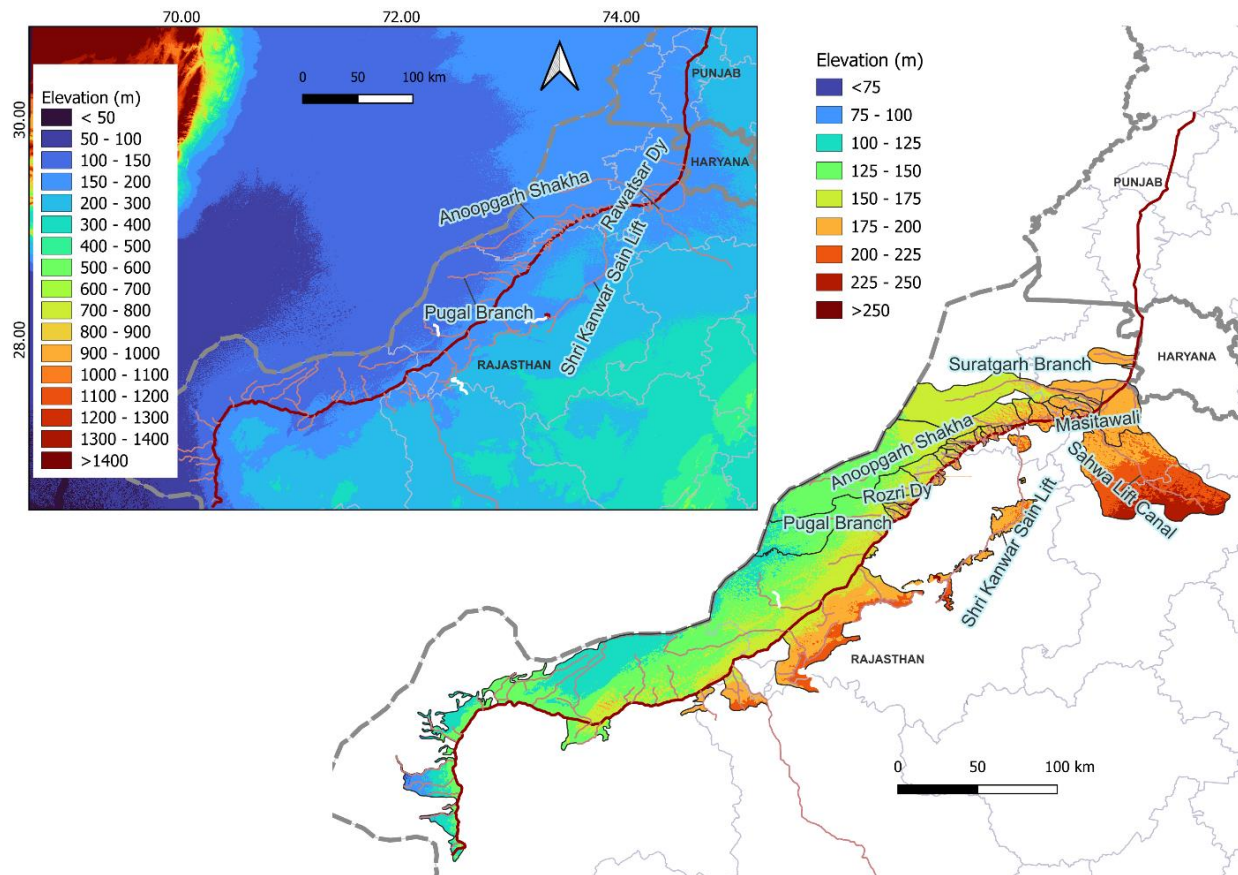 70.00
72.00
74.00
30.00
28.00
Elevation (m)
< 50
50 - 100
100 - 150
150 - 200
200 - 300
300 - 400
400 - 500
500 - 600
600 - 700
700 - 800
800 - 900
900 - 1000
1000 - 1100
1100 - 1200
1200 - 1300
1300 - 1400
>1400
0 50 100 km
PUNJAB
HARYANA
Rawatsar Dy
Anoopgarh Shakha
Shri Kanwar Sain Lift
Pugal Branch
RAJASTHAN
Elevation (m)
<75
75 - 100
100 - 125
125 - 150
150 - 175
175 - 200
200 - 225
225 - 250
>250
PUNJAB
HARYANA
Suratgarh Branch
Masitawali
Anoopgarh Shakha
Sahwa Lift Canal
Rozri Dy
Pugal Branch
Shri Kanwar Sain Lift
RAJASTHAN
0 50 100 km